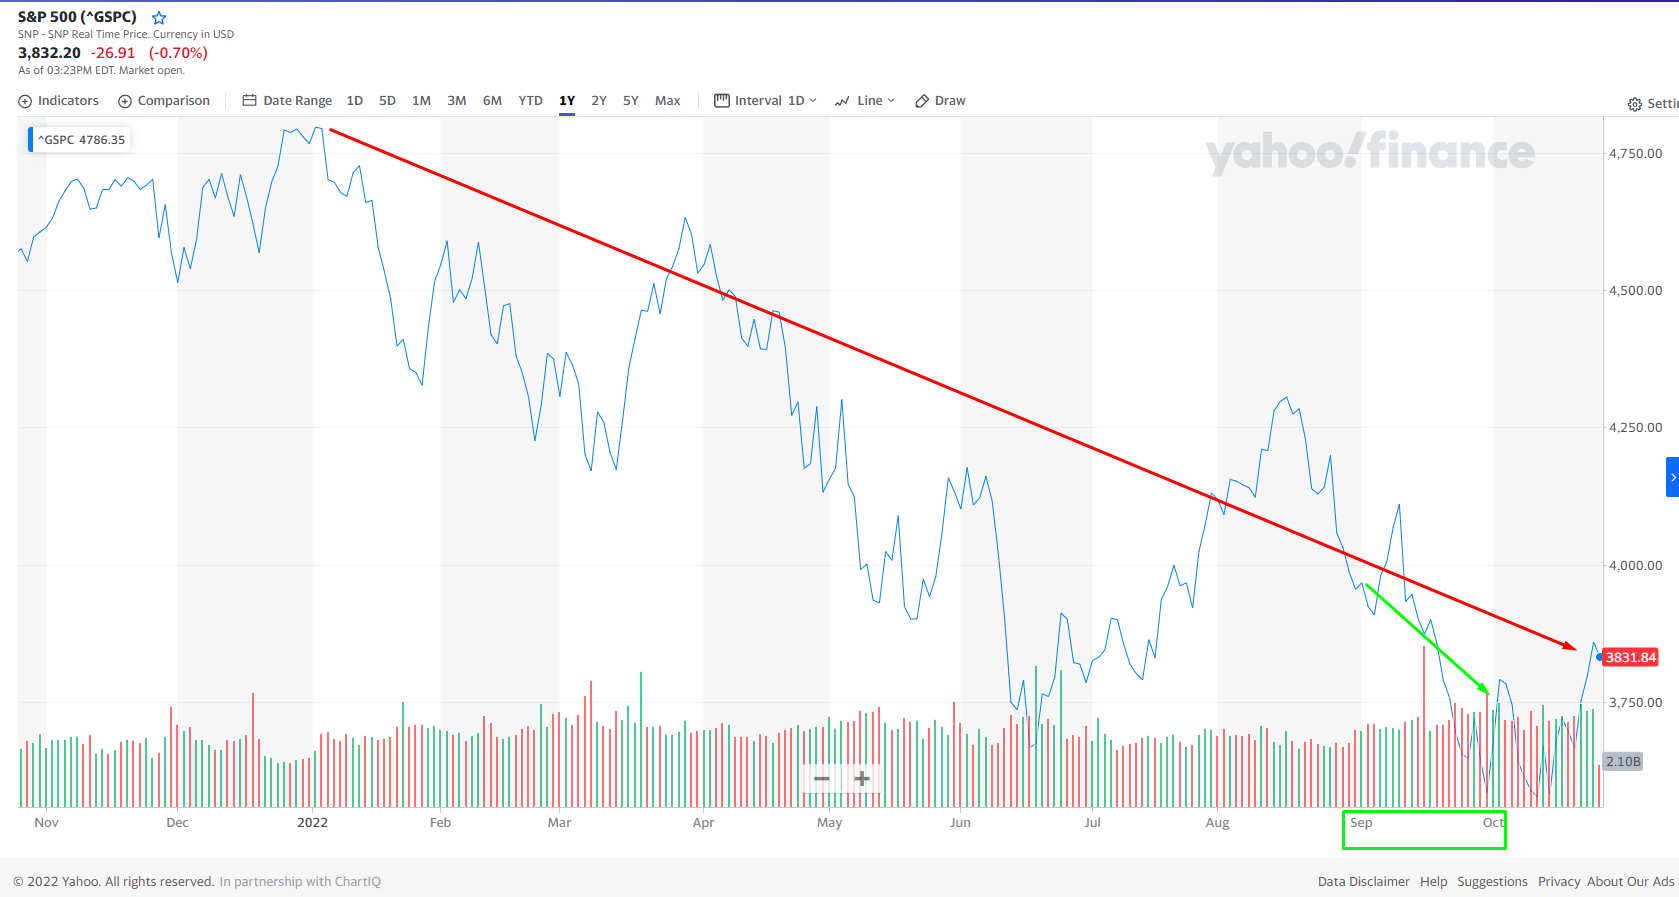 S&P 500 (^GSPC)
SNP - SNP Real Time Price. Currency in USD
3,832.20 -26.91 (-0.70%)
As of 03:23PM EDT. Market open.
Indicators Comparison Date Range 1D 5D 1M 3M 6M YTD 1Y 2Y 5Y Max Interval 1D Line Draw Setti
^GSPC 4786.35
yahoo!finance
4,750.00
4,500.00
4,250.00
4,000.00
3831.84
3,750.00
2.10B
Nov Dec 2022 Feb Mar Apr May Jun Jul Aug Sep Oct
© 2022 Yahoo. All rights reserved. In partnership with ChartIQ
Data Disclaimer Help Suggestions Privacy About Our Ads